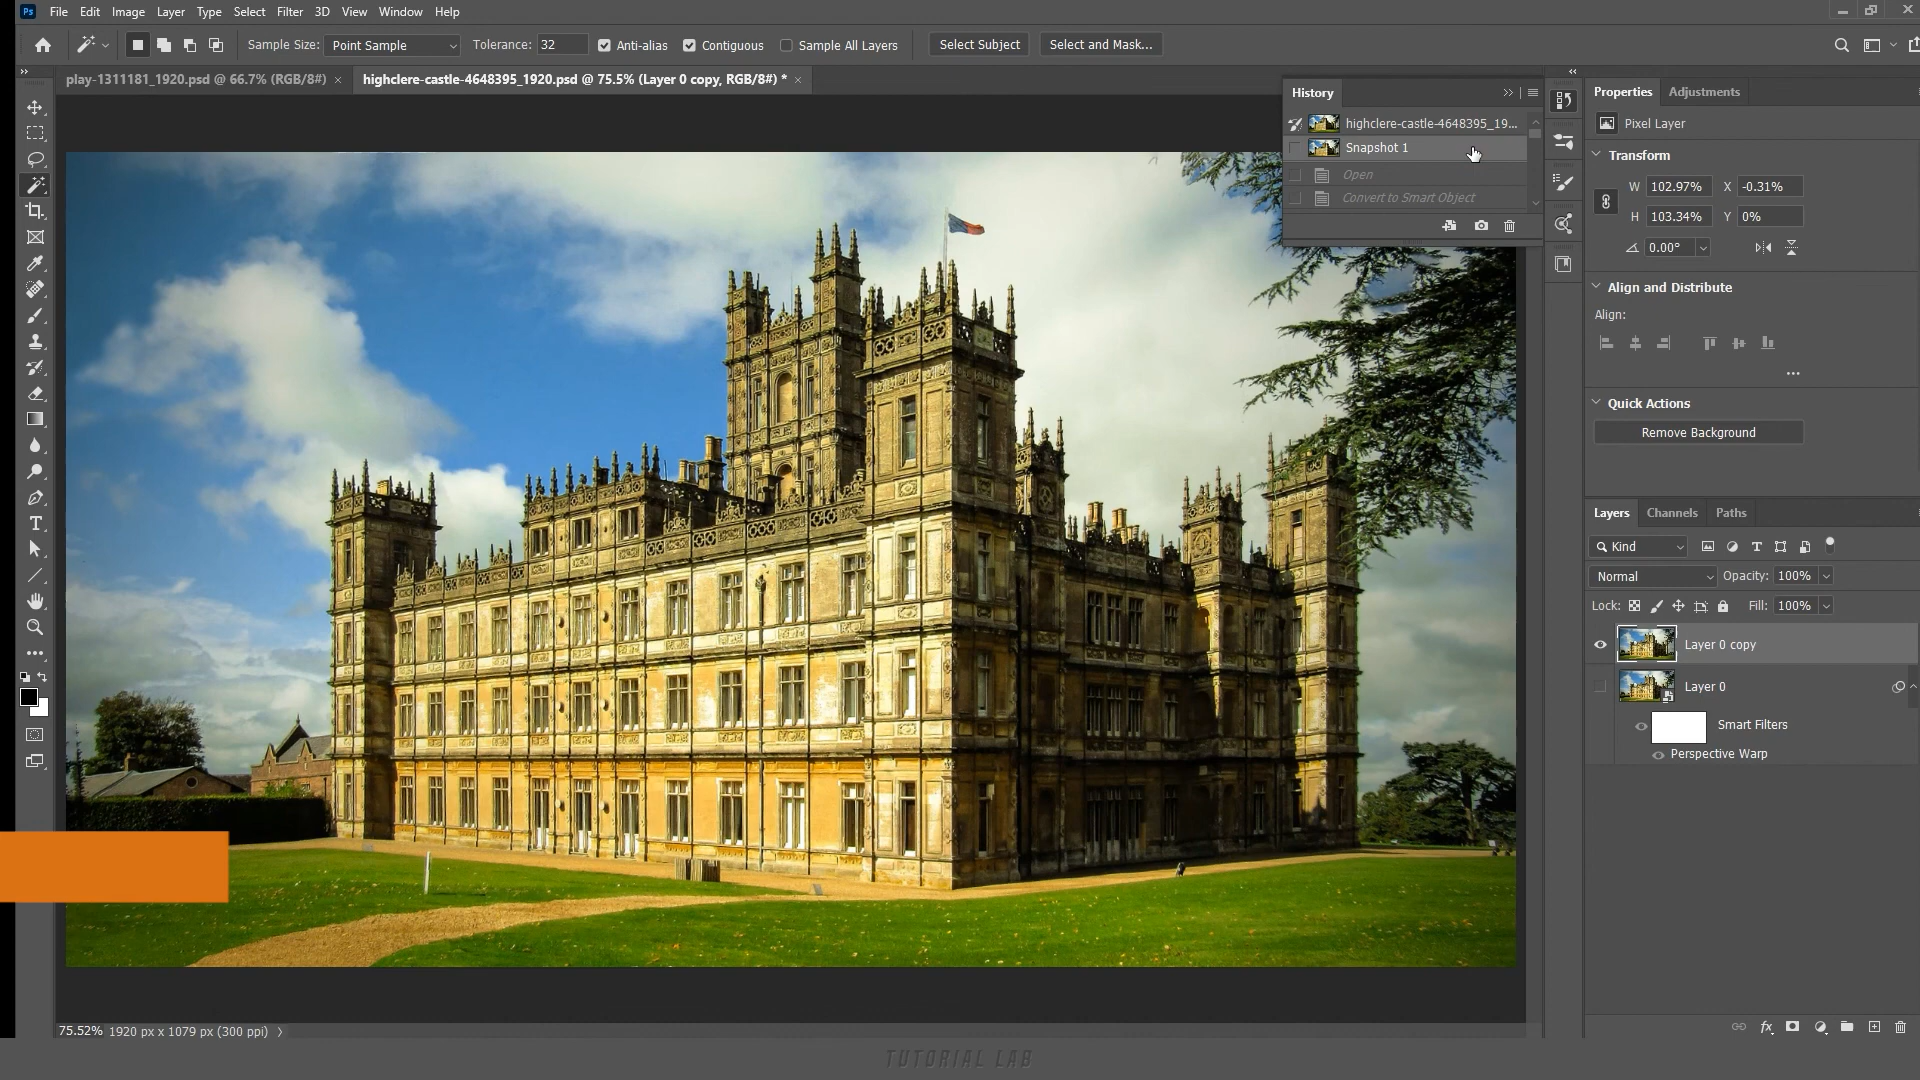 Ps File Edit Image Layer Type Select Filter 3D View Window Help
Sample Size: Point Sample Tolerance: 32 Anti-alias Contiguous Sample All Layers Select Subject Select and Mask...
play-1311181_1920.psd @ 66.7% (RGB/8#) × highclere-castle-4648395_1920.psd @ 75.5% (Layer 0 copy, RGB/8#) * ×
History
highclere-castle-4648395_19...
Snapshot 1
Open
Convert to Smart Object
Properties Adjustments
Pixel Layer
Transform
W 102.97% X -0.31%
H 103.34% Y 0%
0.00°
Align and Distribute
Align:
Quick Actions
Remove Background
Layers Channels Paths
Kind
Normal Opacity: 100%
Lock: Fill: 100%
Layer 0 copy
Layer 0
Smart Filters
Perspective Warp
75.52% 1920 px x 1079 px (300 ppi)
TUTORIAL LAB